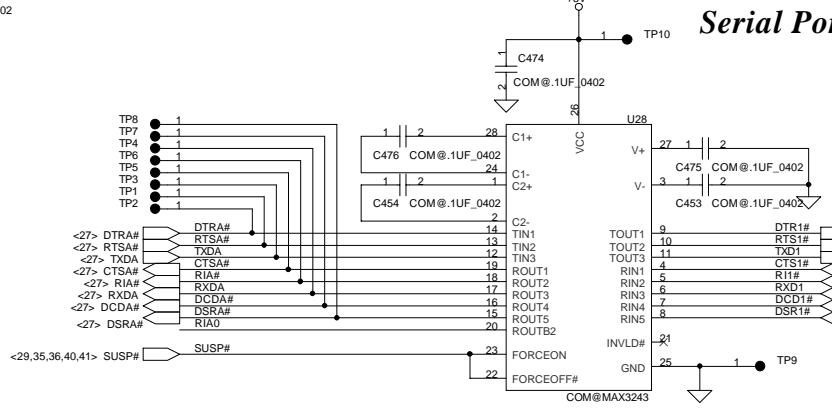 02
Serial Por
1
TP10
1
C474
COM@.1UF_0402
2
26
U28
VCC
TP8 1
TP7 1
TP4 1
TP6 1
TP5 1
TP3 1
TP1 1
TP2 1
1 2 28 C1+
C476 COM@.1UF_0402
24 C1-
1 2 1 C2+
C454 COM@.1UF_0402
2 C2-
V+ 27 1 2
C475 COM@.1UF_0402
V- 3 1 2
C453 COM@.1UF_0402
<27> DTRA# DTRA# 14 TIN1 TOUT1 9 DTR1#
<27> RTSA# RTSA# 13 TIN2 TOUT2 10 RTS1#
<27> TXDA TXDA 12 TIN3 TOUT3 11 TXD1
<27> CTSA# CTSA# 19 ROUT1 RIN1 4 CTS1#
<27> RIA# RIA# 18 ROUT2 RIN2 5 RI1#
<27> RXDA RXDA 17 ROUT3 RIN3 6 RXD1
<27> DCDA# DCDA# 16 ROUT4 RIN4 7 DCD1#
<27> DSRA# DSRA# 15 ROUT5 RIN5 8 DSR1#
RIA0 20 ROUTB2
INVLD# 21
<29,35,36,40,41> SUSP# SUSP# 23 FORCEON
GND 25 1 TP9
22 FORCEOFF#
COM@MAX3243